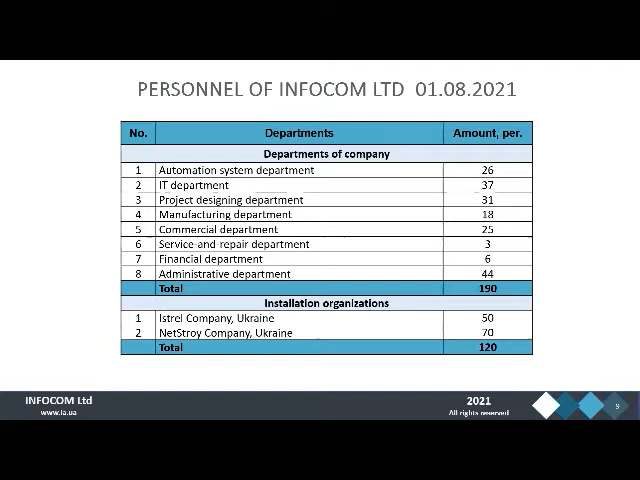 PERSONNEL OF INFOCOM LTD 01.08.2021
No. Departments Amount, per.
Departments of company
1 Automation system department 26
2 IT department 37
3 Project designing department 31
4 Manufacturing department 18
5 Commercial department 25
6 Service-and-repair department 3
7 Financial department 6
8 Administrative department 44
Total 190
Installation organizations
1 Istrel Company, Ukraine 50
2 NetStroy Company, Ukraine 70
Total 120
INFOCOM Ltd 2021
www.ia.ua All rights reserved
9